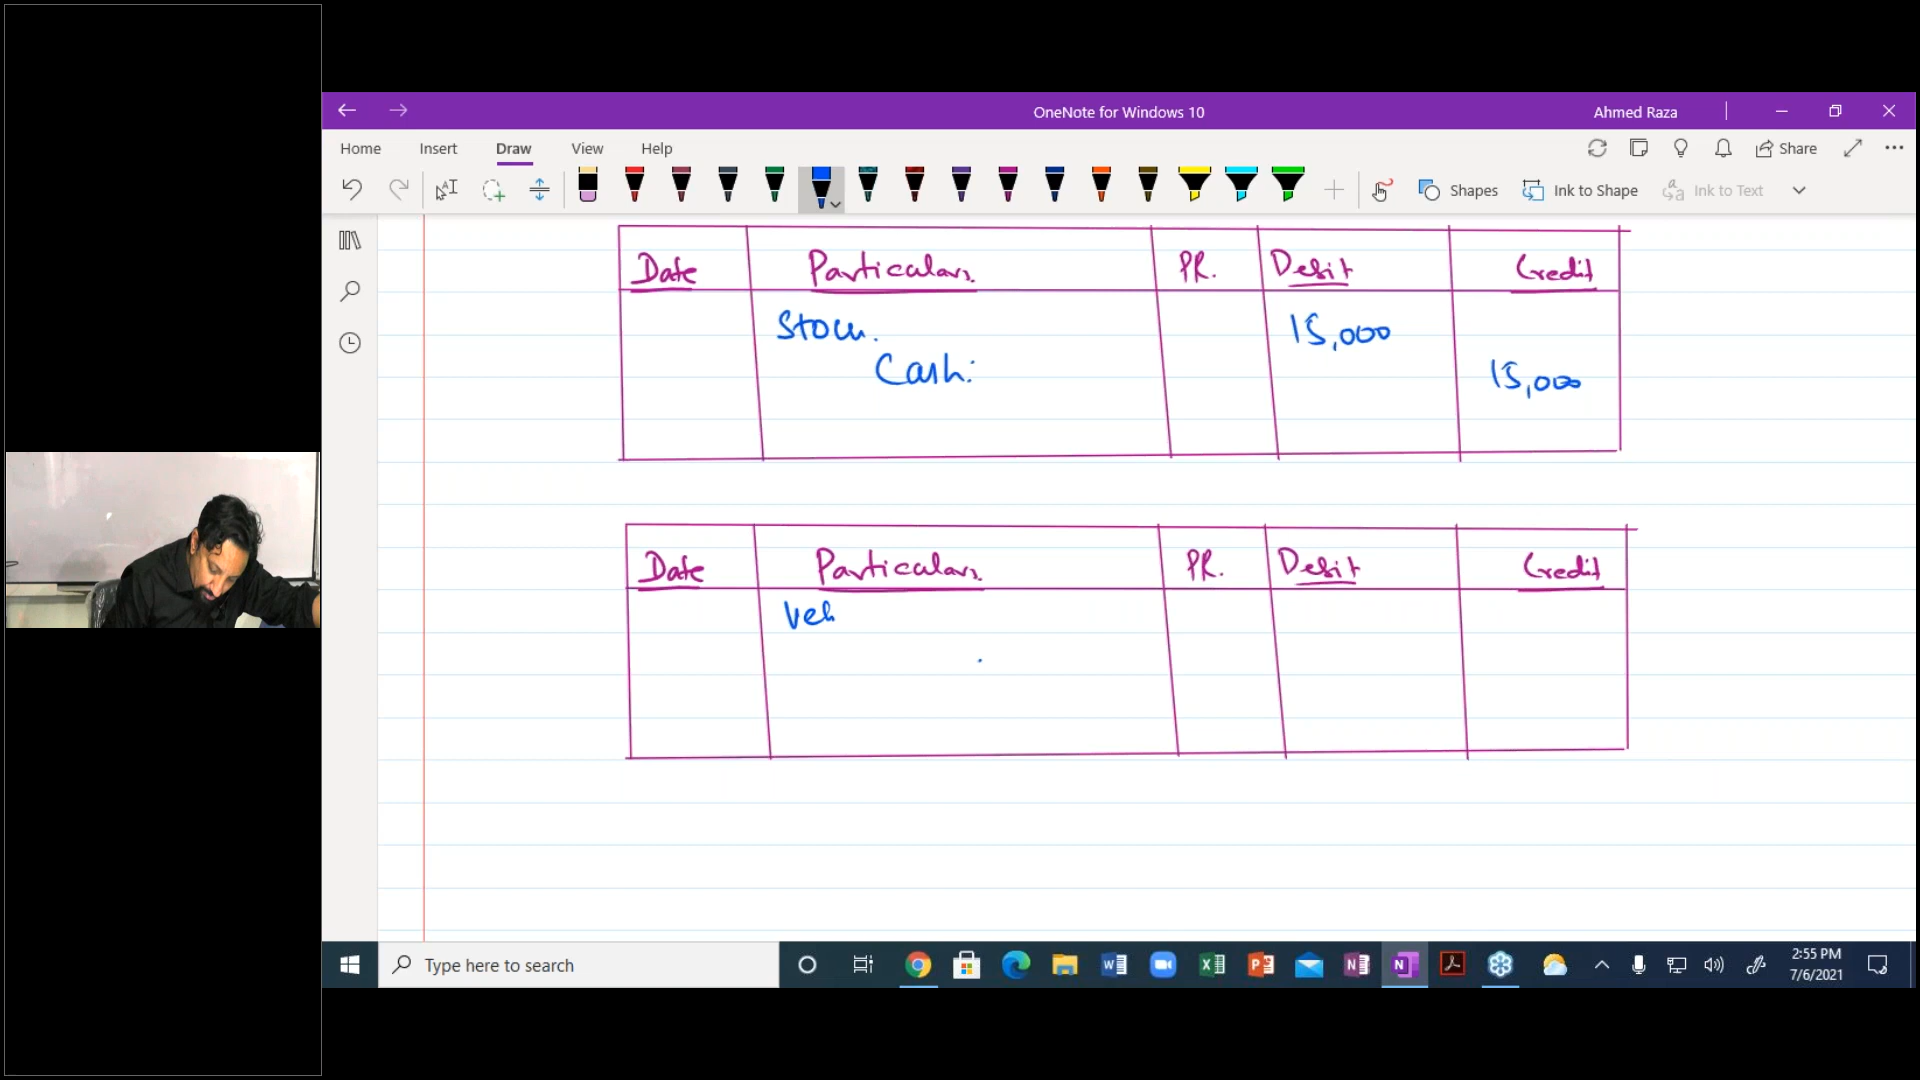 OneNote for Windows 10
Ahmed Raza
Home Insert Draw View Help
Share
Shapes Ink to Shape Ink to Text
Date Particulars. PR. Debit Credit
Stock. 15,000
Cash: 15,000
Date Particulars. PR. Debit Credit
Veh
Type here to search
2:55 PM
7/6/2021